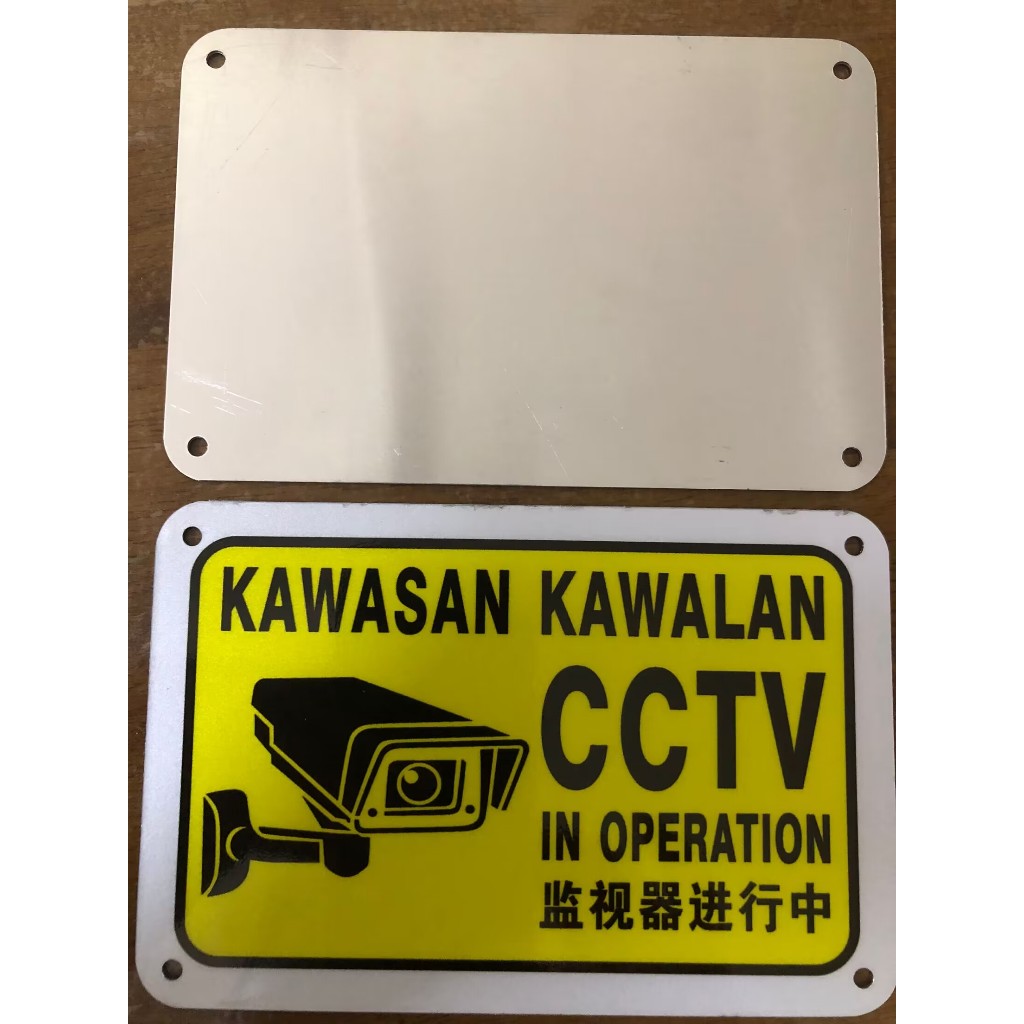 KAWASAN KAWALAN
CCTV
IN OPERATION
监视器进行中